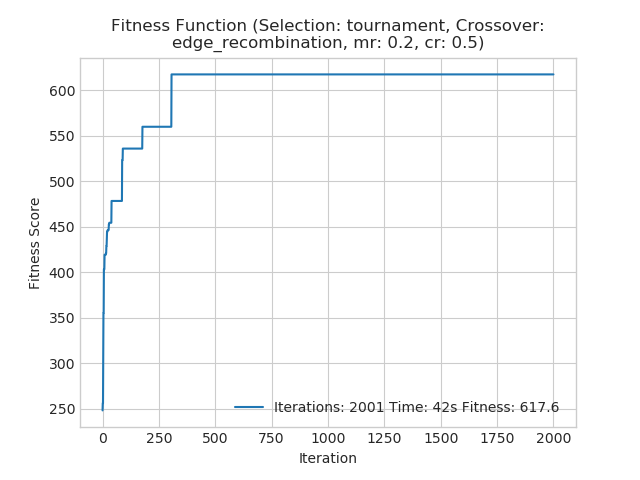 Fitness Function (Selection: tournament, Crossover:
edge_recombination, mr: 0.2, cr: 0.5)
600
550
500
450
400
350
300
250
Fitness Score
Iterations: 2001 Time: 42s Fitness: 617.6
0 250 500 750 1000 1250 1500 1750 2000
Iteration